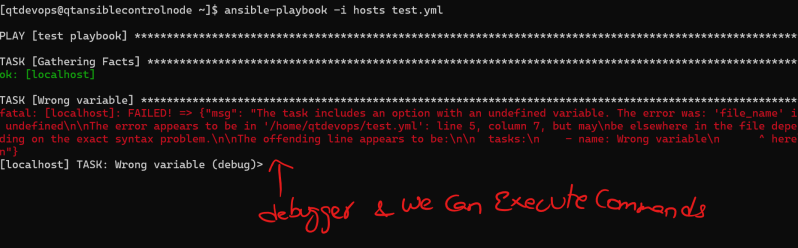 [qtdevops@qtansiblecontrolnode ~]$ ansible-playbook -i hosts test.yml
PLAY [test playbook] ****************************************************************************************************
TASK [Gathering Facts] **************************************************************************************************
ok: [localhost]
TASK [Wrong variable] ***************************************************************************************************
fatal: [localhost]: FAILED! => {"msg": "The task includes an option with an undefined variable. The error was: 'file_name' i
 undefined\n\nThe error appears to be in '/home/qtdevops/test.yml': line 5, column 7, but may\nbe elsewhere in the file depe
ding on the exact syntax problem.\n\nThe offending line appears to be:\n\n  tasks:\n    - name: Wrong variable\n      ^ here
n"}
[localhost] TASK: Wrong variable (debug)>
debugger & we can Execute Commands